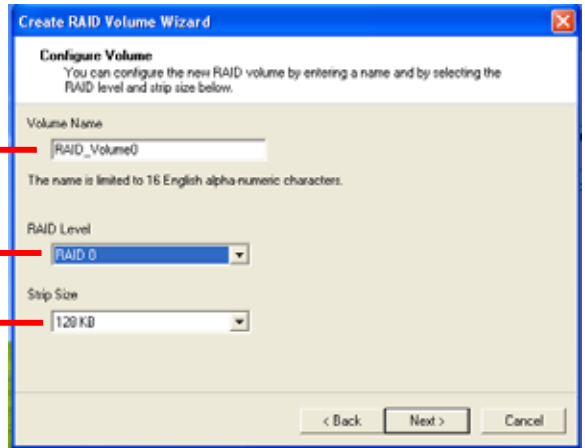 Create RAID Volume Wizard
Configure Volume
You can configure the new RAID volume by entering a name and by selecting the
RAID level and strip size below.
Volume Name
RAID_Volume0
The name is limited to 16 English alpha-numeric characters.
RAID Level
RAID 0
Strip Size
128 KB
< Back
Next >
Cancel